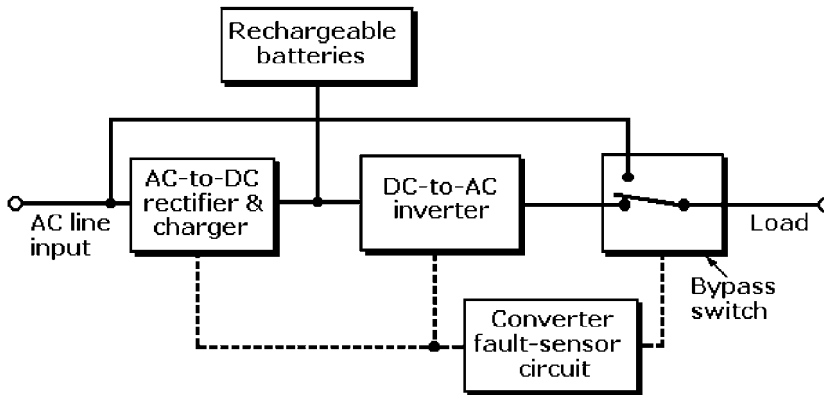 Rechargeable
batteries
AC-to-DC
rectifier &
charger
DC-to-AC
inverter
AC line
input
Load
Bypass
switch
Converter
fault-sensor
circuit